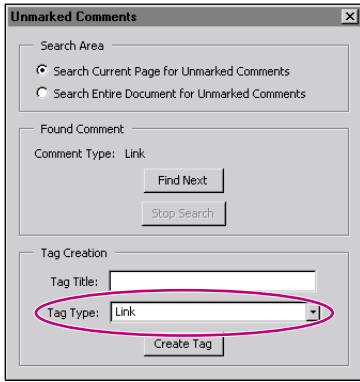 Unmarked Comments
Search Area
Search Current Page for Unmarked Comments
Search Entire Document for Unmarked Comments
Found Comment
Comment Type: Link
Find Next
Stop Search
Tag Creation
Tag Title:
Tag Type: Link
Create Tag